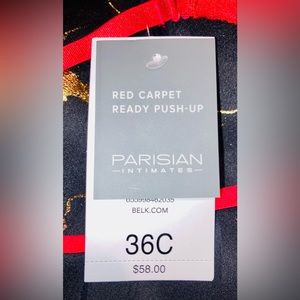 RED CARPET
READY PUSH-UP
PARISIAN
INTIMATES
BELK.COM
36C
$58.00